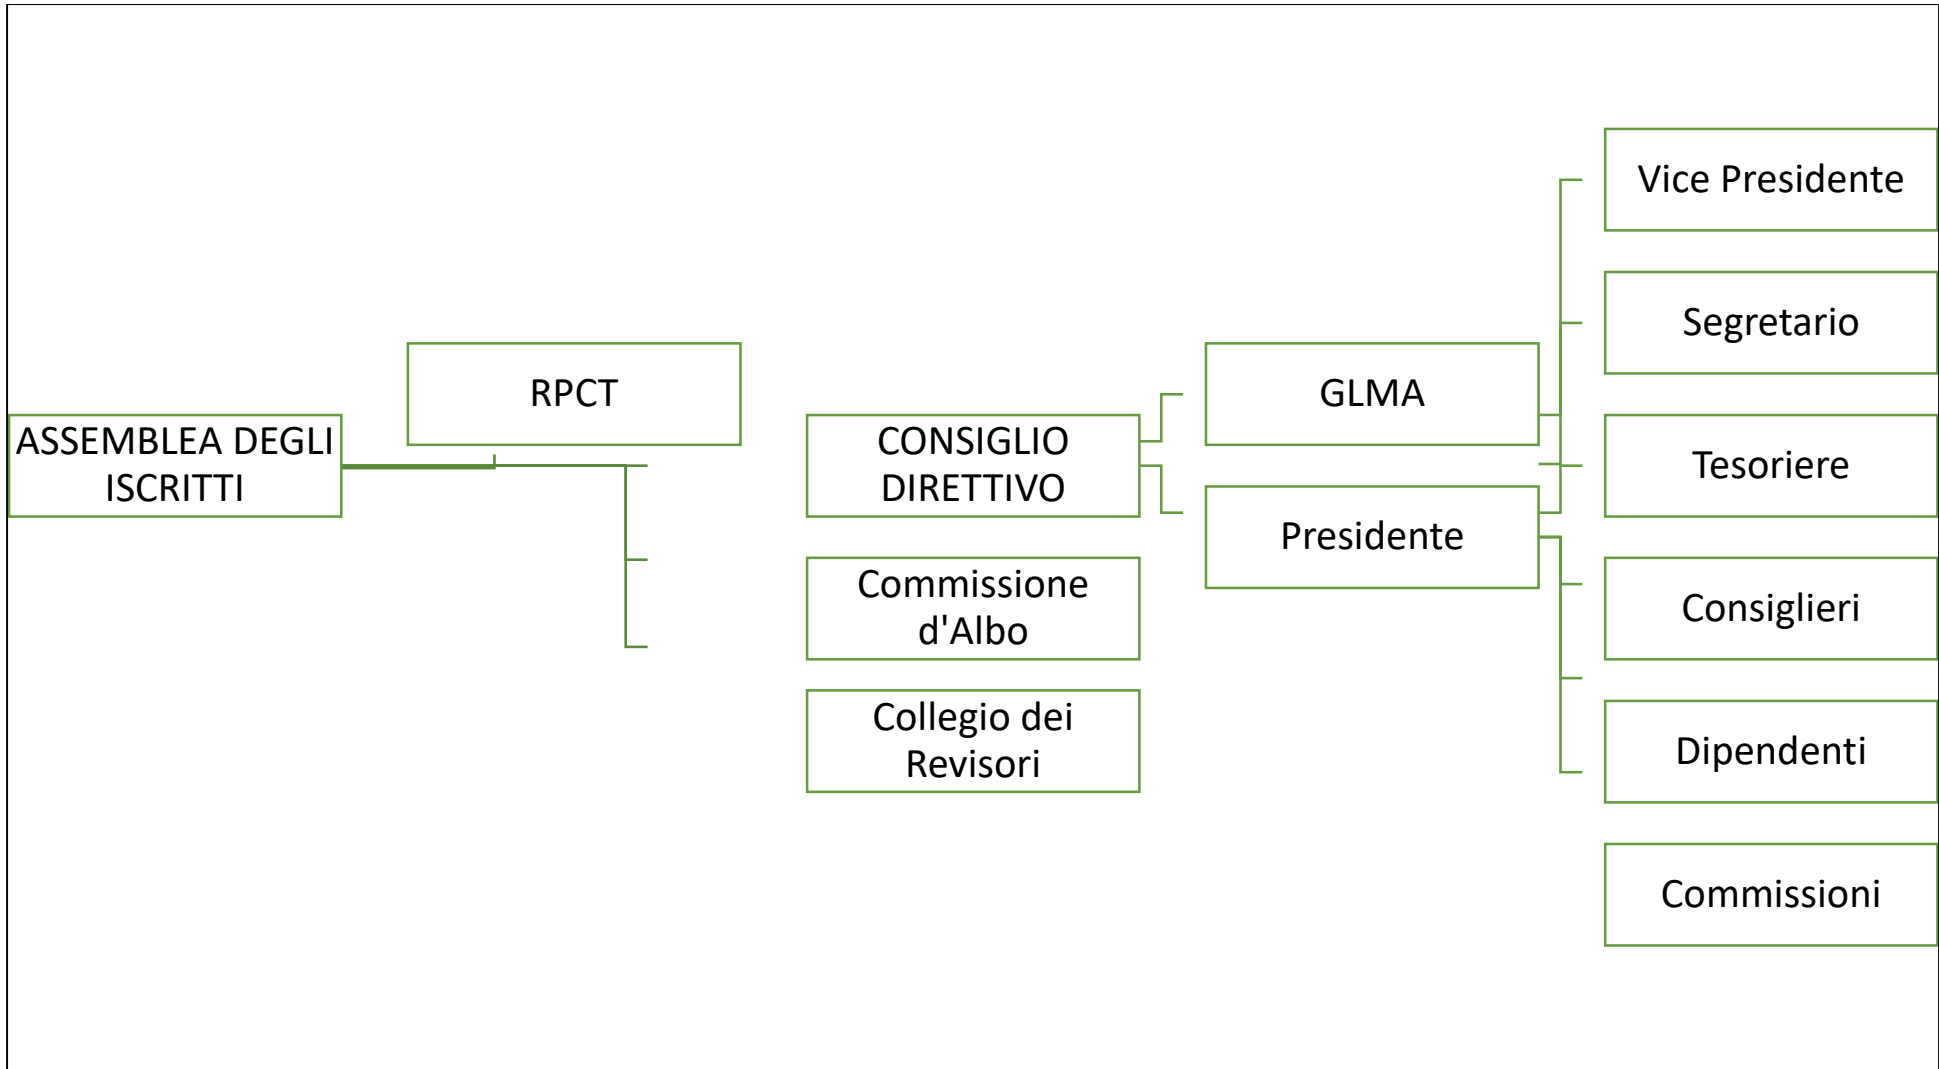 ASSEMBLEA DEGLI
ISCRITTI
RPCT
CONSIGLIO
DIRETTIVO
Commissione
d'Albo
Collegio dei
Revisori
GLMA
Presidente
Vice Presidente
Segretario
Tesoriere
Consiglieri
Dipendenti
Commissioni